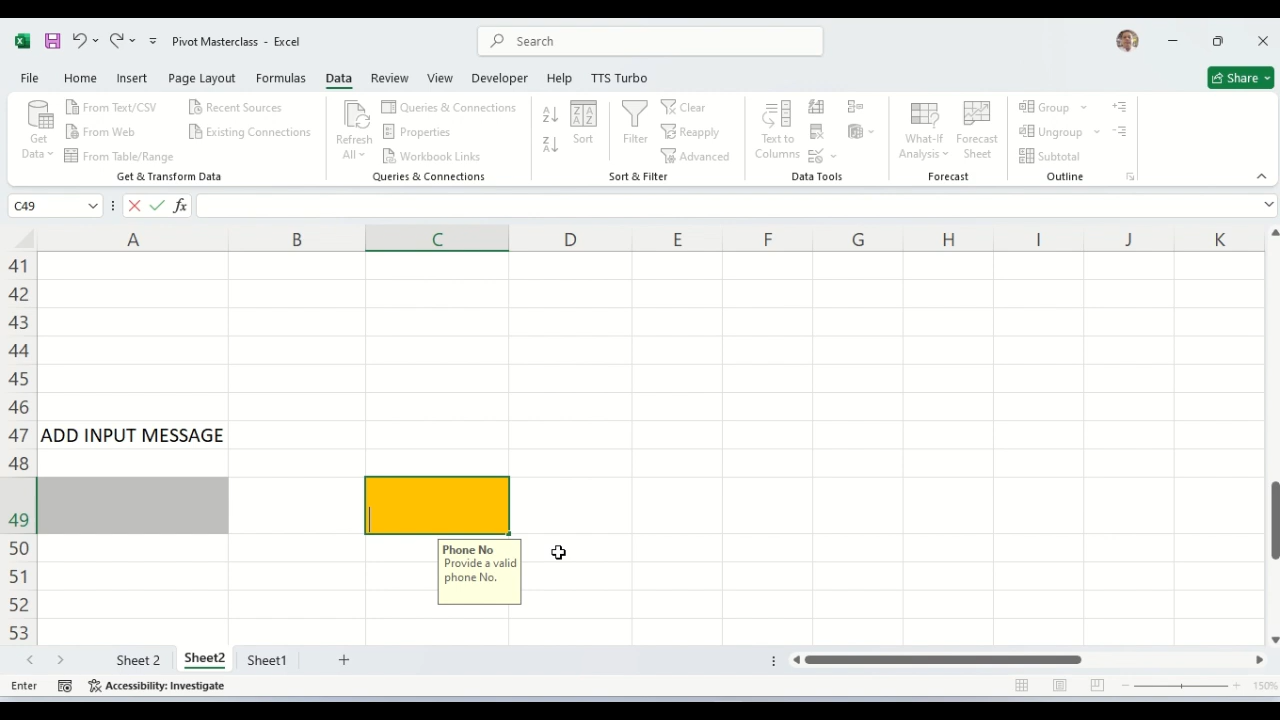 Pivot Masterclass - Excel
Search
File Home Insert Page Layout Formulas Data Review View Developer Help TTS Turbo
Share
Get Data
From Text/CSV
From Web
From Table/Range
Recent Sources
Existing Connections
Get & Transform Data
Refresh All
Queries & Connections
Properties
Workbook Links
Queries & Connections
Sort
Filter
Clear
Reapply
Advanced
Sort & Filter
Text to Columns
Data Tools
What-If Analysis
Forecast Sheet
Forecast
Group
Ungroup
Subtotal
Outline
C49
fx
A B C D E F G H I J K
41
42
43
44
45
46
47 ADD INPUT MESSAGE
48
49
50
51
52
53
Phone No
Provide a valid
phone No.
Sheet 2 Sheet2 Sheet1
Enter
Accessibility: Investigate
150%